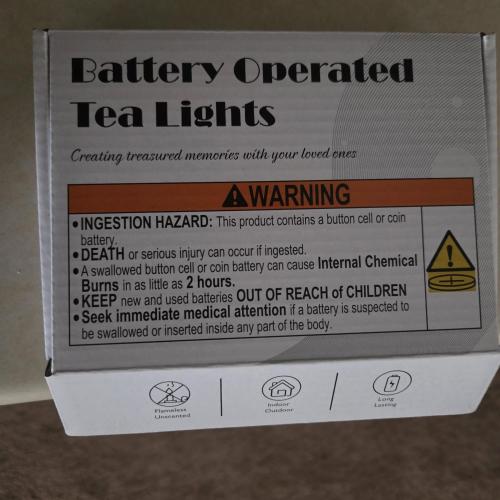 Battery Operated
Tea Lights
Creating treasured memories with your loved ones
WARNING
• INGESTION HAZARD: This product contains a button cell or coin
battery.
• DEATH or serious injury can occur if ingested.
• A swallowed button cell or coin battery can cause Internal Chemical
Burns in as little as 2 hours.
• KEEP new and used batteries OUT OF REACH of CHILDREN
• Seek immediate medical attention if a battery is suspected to
be swallowed or inserted inside any part of the body.
Flameless
Unscented
Indoor
Outdoor
Long
Lasting